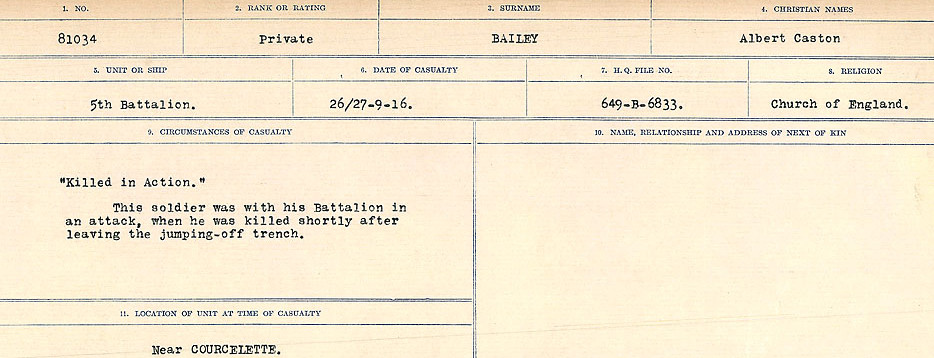 1. NO. 2. RANK OR RATING 3. SURNAME 4. CHRISTIAN NAMES
81034 Private BAILEY Albert Caston
5. UNIT OR SHIP 6. DATE OF CASUALTY 7. H.Q. FILE NO. 8. RELIGION
5th Battalion. 26/27-9-16. 649-B-6833. Church of England.
9. CIRCUMSTANCES OF CASUALTY 10. NAME, RELATIONSHIP AND ADDRESS OF NEXT OF KIN
"Killed in Action."
This soldier was with his Battalion in
an attack, when he was killed shortly after
leaving the jumping-off trench.
11. LOCATION OF UNIT AT TIME OF CASUALTY
Near COURCELETTE.